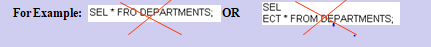 For Example: SEL * FRO DEPARTMENTS; OR
SEL
ECT * FROM DEPARTMENTS;